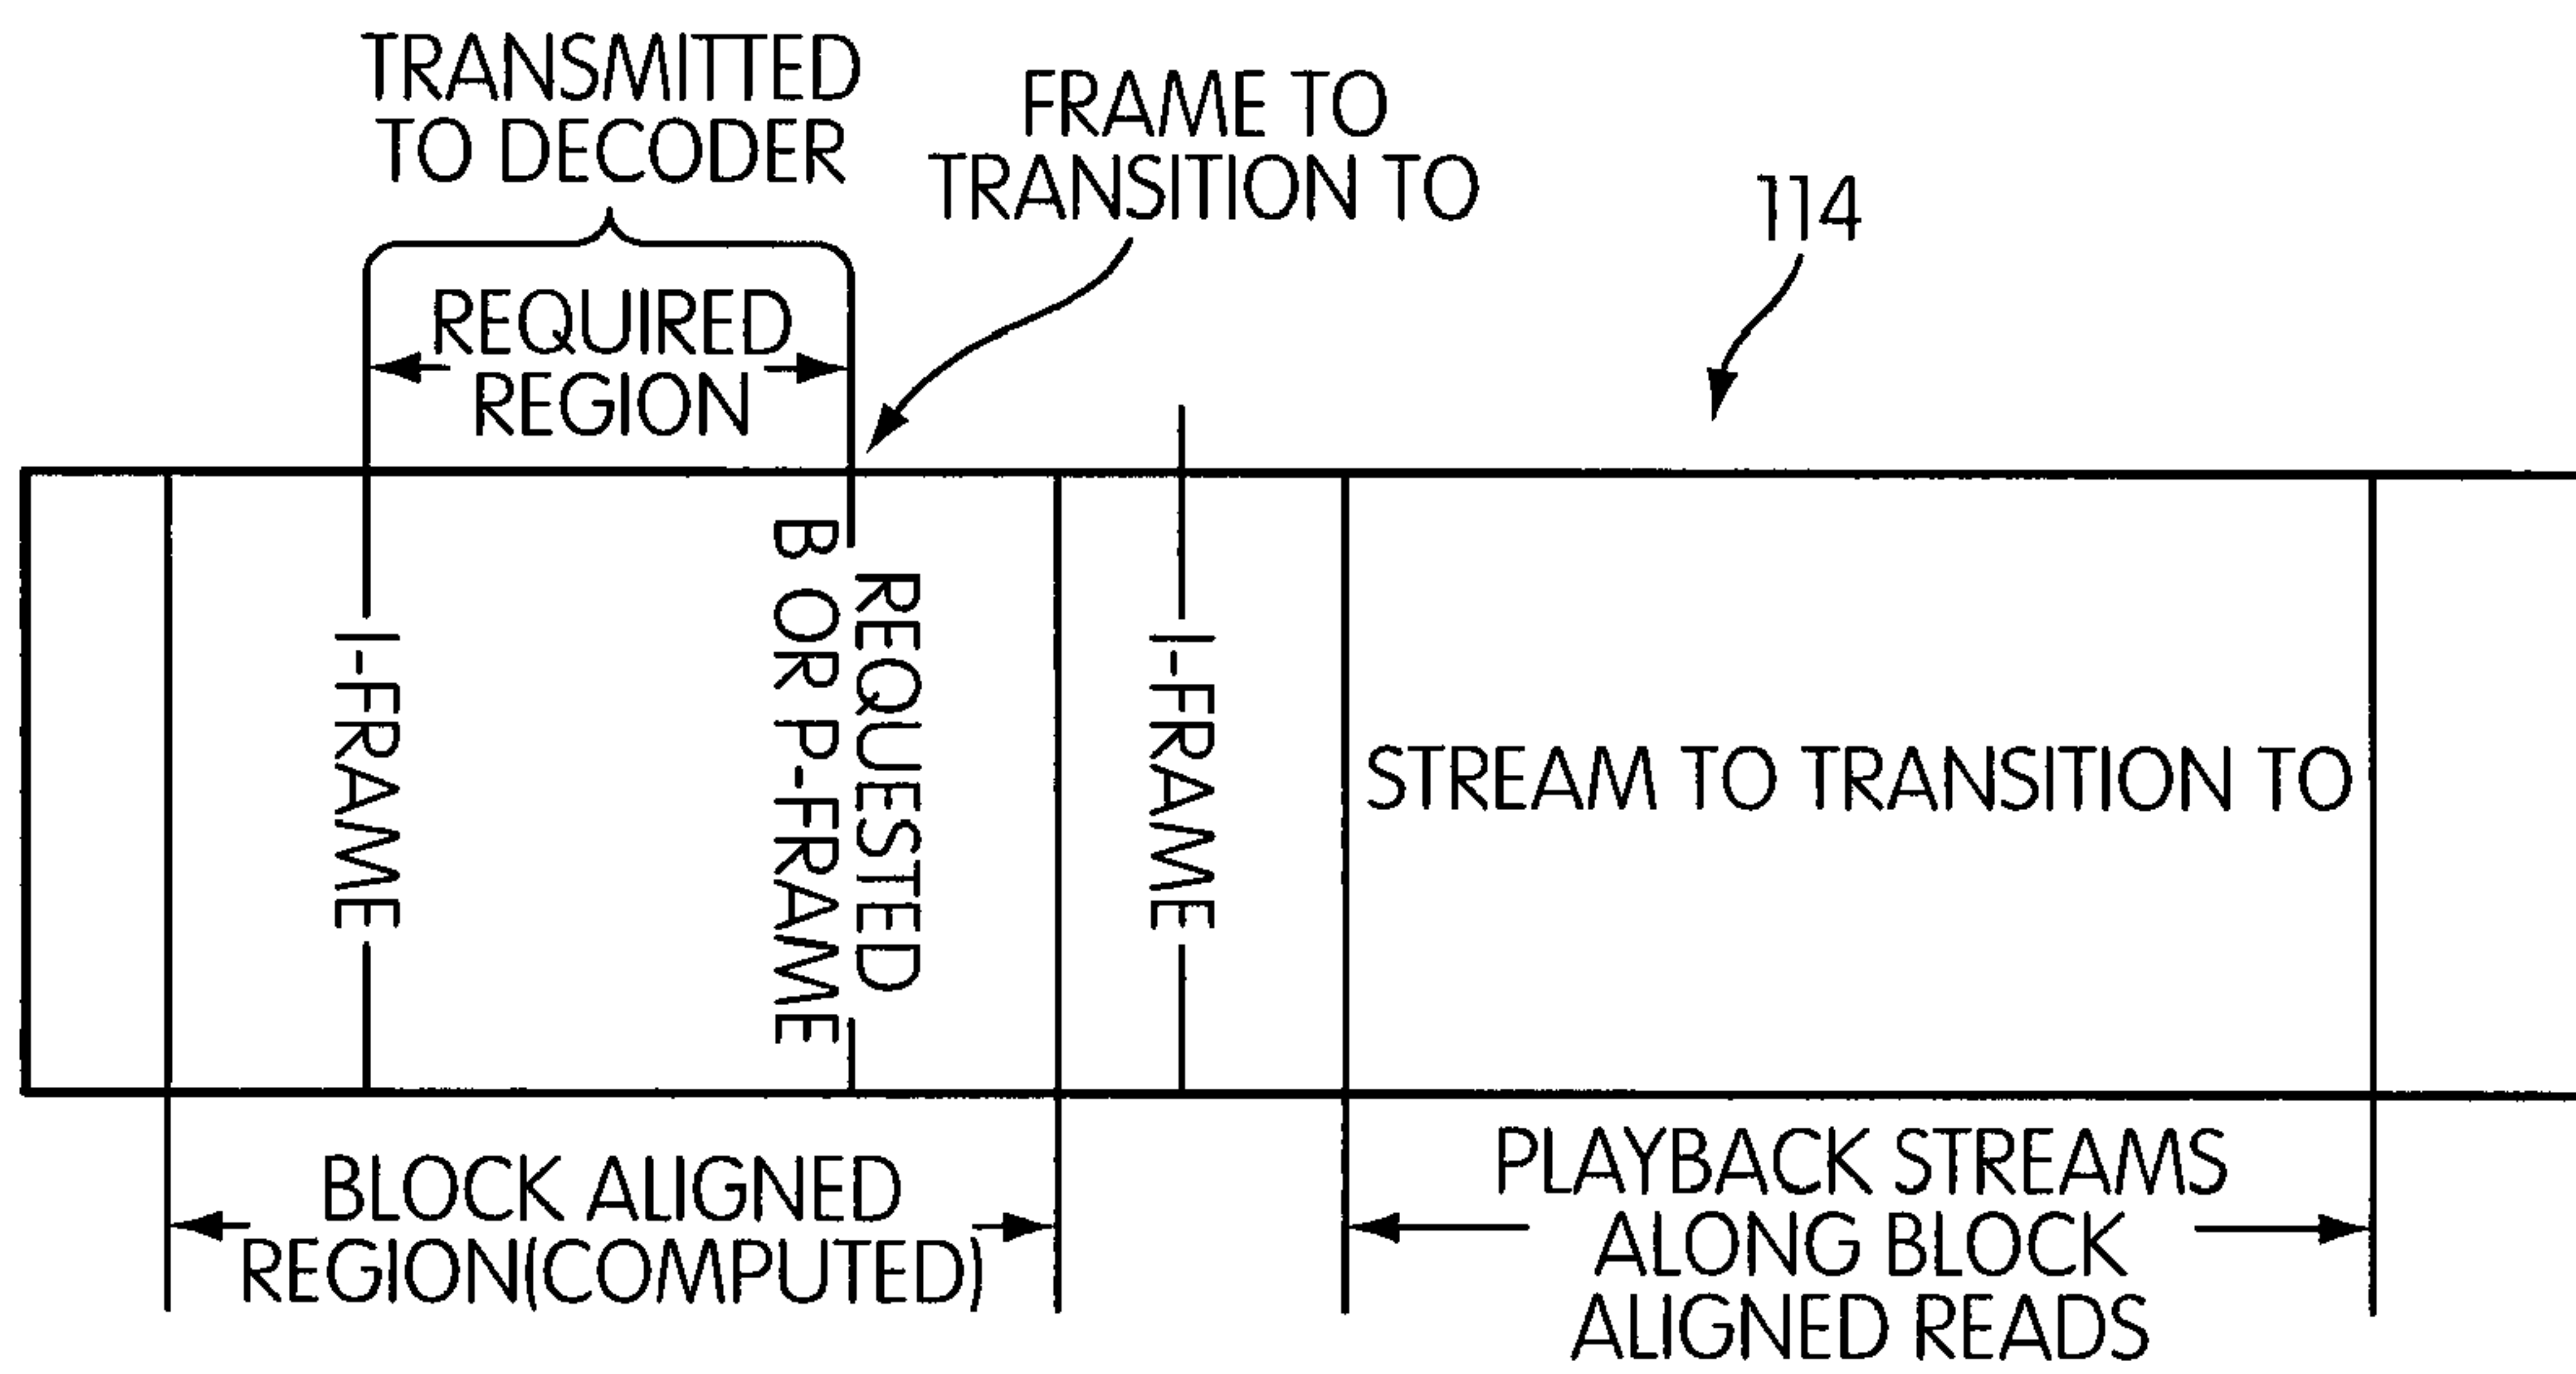 TRANSMITTED
TO DECODER
FRAME TO
TRANSITION TO
114
REQUIRED
REGION
I-FRAME
REQUESTED
B OR P-FRAME
I-FRAME
STREAM TO TRANSITION TO
BLOCK ALIGNED
REGION(COMPUTED)
PLAYBACK STREAMS
ALONG BLOCK
ALIGNED READS